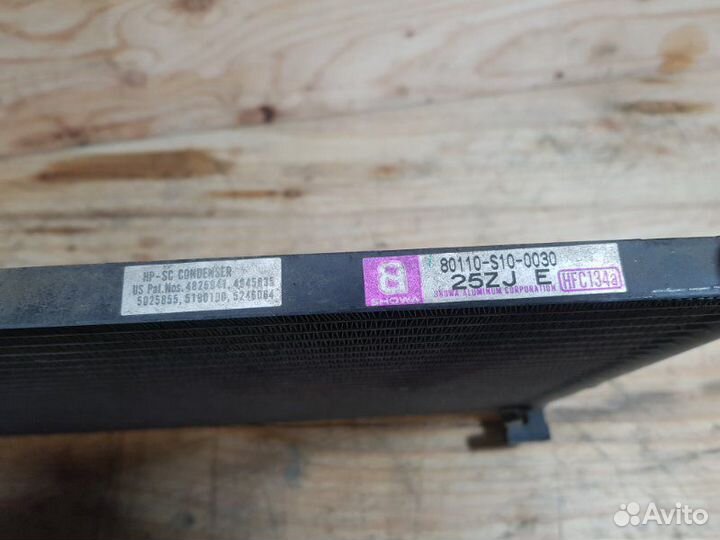 HP-SC CONDENSER
US Pat.Nos. 4825941, 4945635
5025855, 5190100, 5246064
8
SHOWA
80110-S10-0030
25ZJ E
SHOWA ALUMINUM CORPORATION
HFC134a
Avito